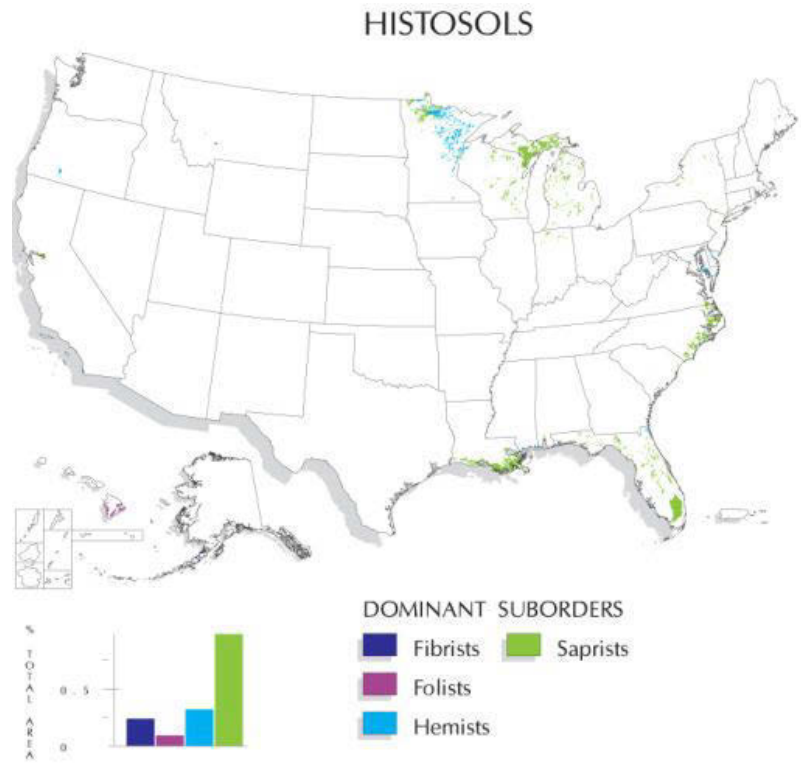 HISTOSOLS
DOMINANT SUBORDERS
Fibrists
Saprists
Folists
Hemists
% TOTAL AREA
0.5
0